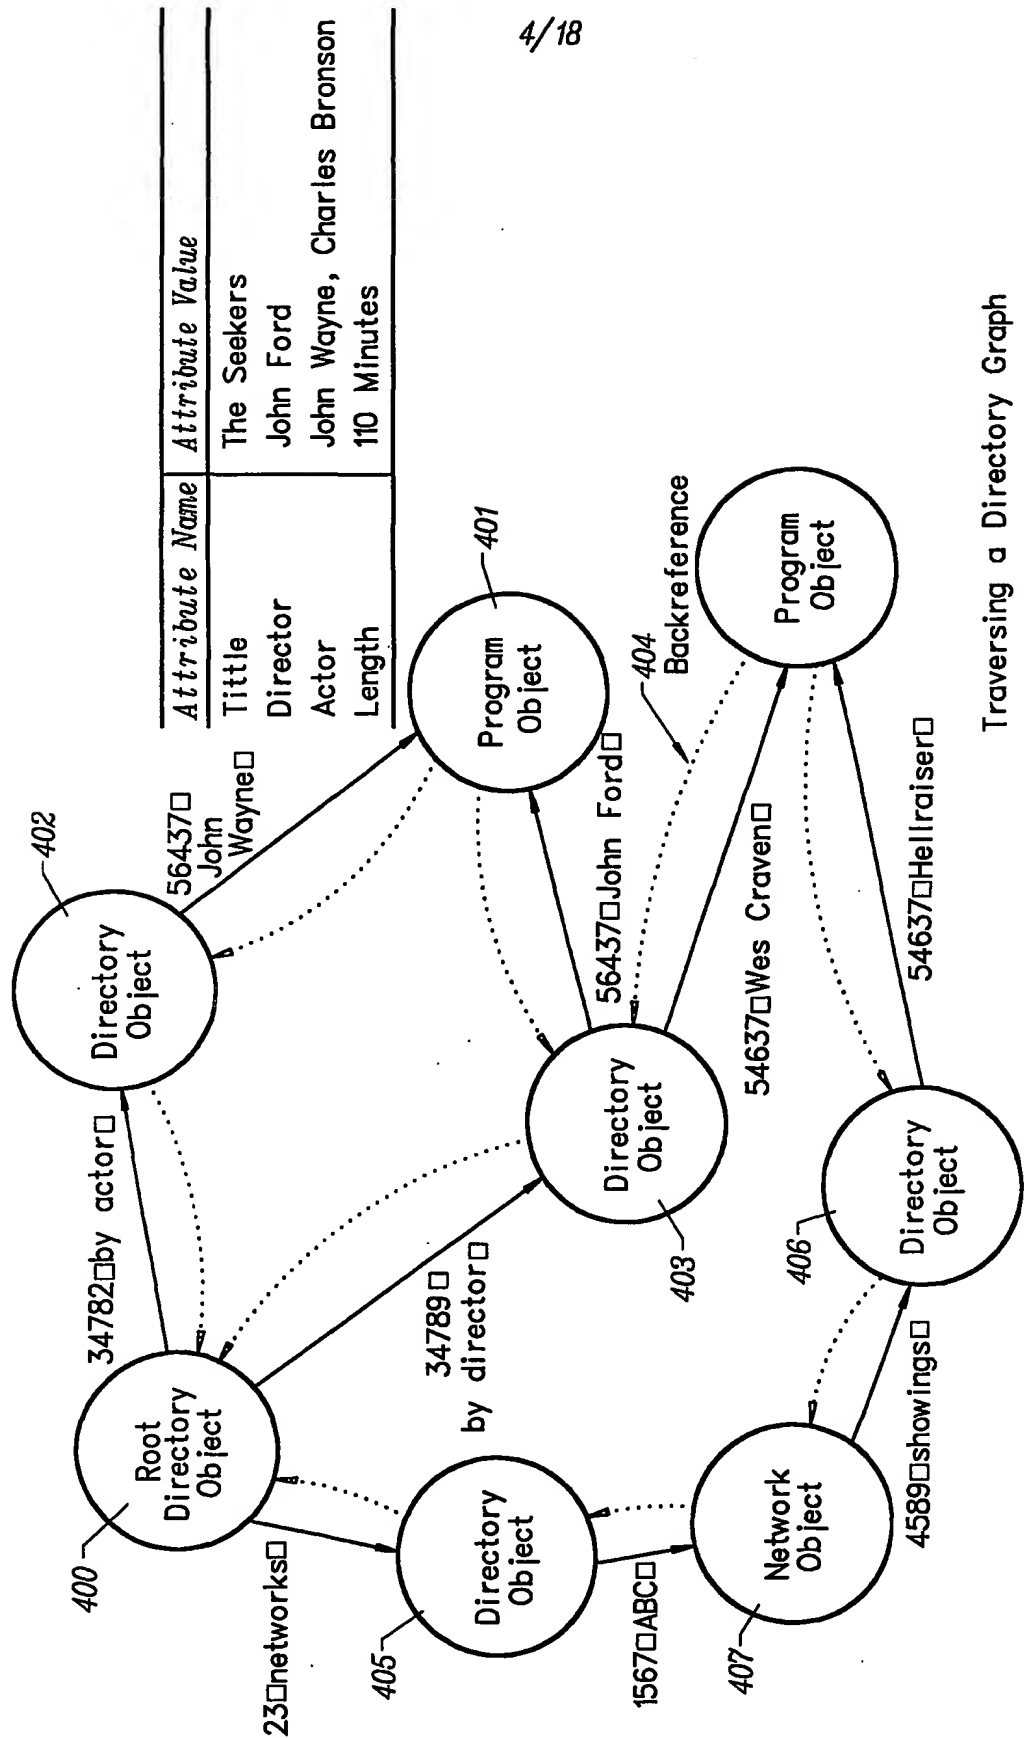 4/18
Attribute Name Attribute Value
Tittle The Seekers
Director John Ford
Actor John Wayne, Charles Bronson
Length 110 Minutes
402
Directory
Object
56437□
John
Wayne□
34782□by actor□
400
Root
Directory
Object
401
Program
Object
34789□
by director□
403
Directory
Object
56437□John Ford□
404
Backreference
23□networks□
405
Directory
Object
54637□Wes Craven□
Program
Object
1567□ABC□
407
Network
Object
406
Directory
Object
4589□showings□
54637□Hellraiser□
Traversing a Directory Graph